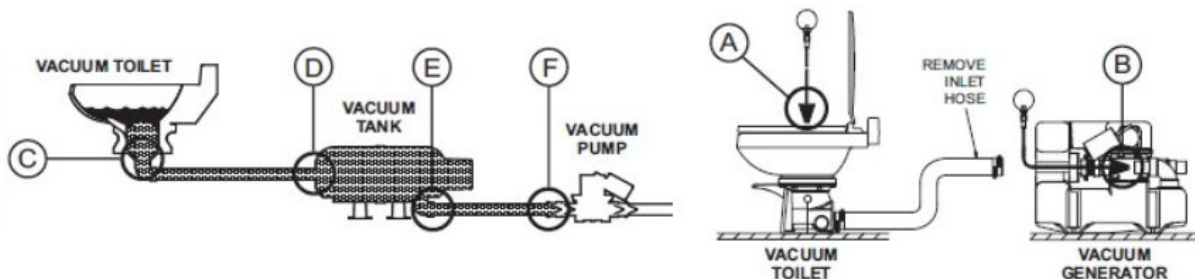 VACUUM TOILET
D
E
F
VACUUM
TANK
VACUUM
PUMP
C
A
REMOVE
INLET
HOSE
B
VACUUM
TOILET
VACUUM
GENERATOR